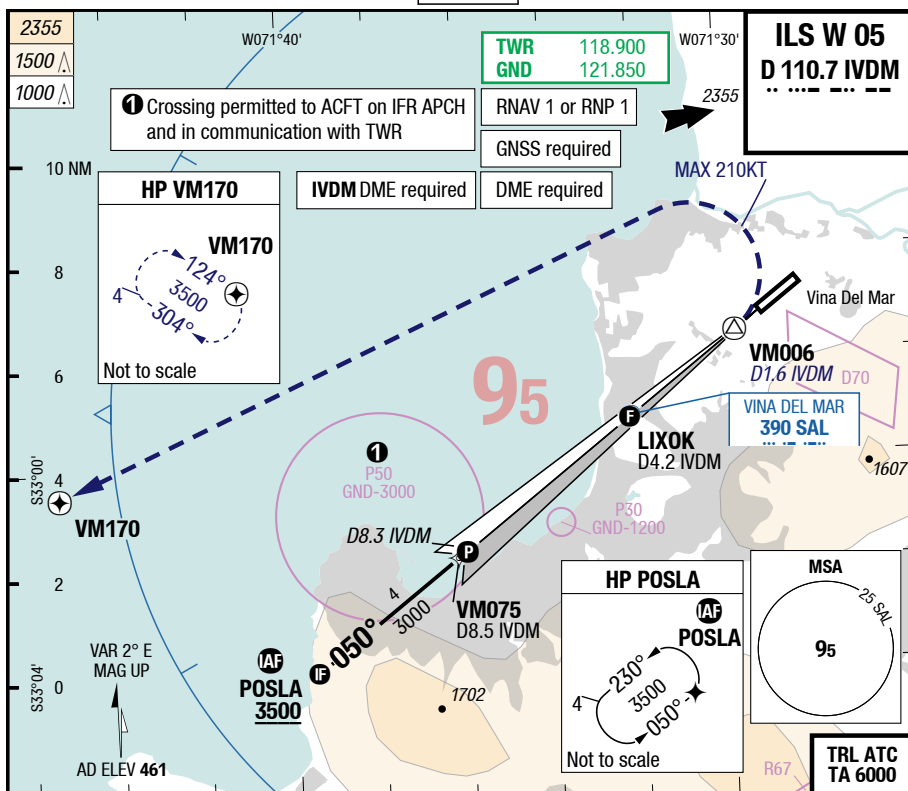 2355
1500
1000
W071°40'
TWR 118.900
GND 121.850
W071°30'
2355
ILS W 05
D 110.7 IVDM
❶ Crossing permitted to ACFT on IFR APCH
and in communication with TWR
RNAV 1 or RNP 1
GNSS required
IVDM DME required
DME required
MAX 210KT
10 NM
HP VM170
VM170
124°
3500
304°
4
Not to scale
8
Vina Del Mar
VM006
D1.6 IVDM
D70
6
95
VINA DEL MAR
390 SAL
F
LIXOK
D4.2 IVDM
1607
S33°00'
4
VM170
❶
P50
GND-3000
P30
GND-1200
D8.3 IVDM
P
VM075
D8.5 IVDM
2
4
3000
050°
HP POSLA
IAF
POSLA
230°
3500
050°
4
Not to scale
MSA
25 SAL
95
VAR 2° E
MAG UP
S33°04'
0
IAF
POSLA
3500
IF
1702
AD ELEV 461
R67
TRL ATC
TA 6000